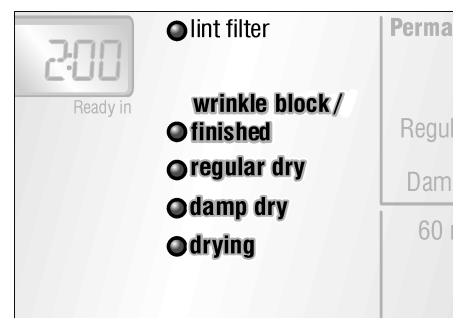 lint filter
Perma
2:00
Ready in
wrinkle block/
finished
regular dry
Regul
damp dry
Dam
drying
60